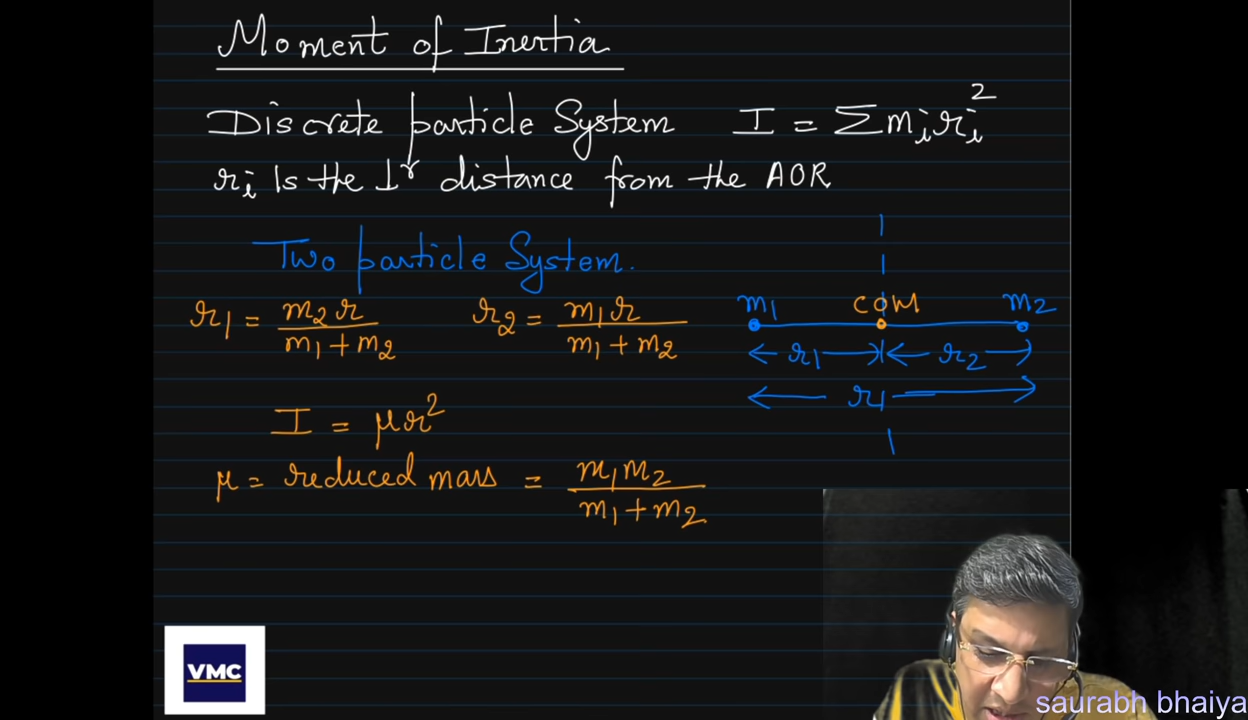 Moment of Inertia
Discrete particle System I = Σ mᵢrᵢ²
rᵢ Is the ⊥ʳ distance from the AOR
Two particle System.
r₁ = m₂r / (m₁ + m₂) r₂ = m₁r / (m₁ + m₂)
m₁ COM m₂
r₁ r₂
r
I = μr²
μ = reduced mass = m₁m₂ / (m₁ + m₂)
VMC
saurabh bhaiya